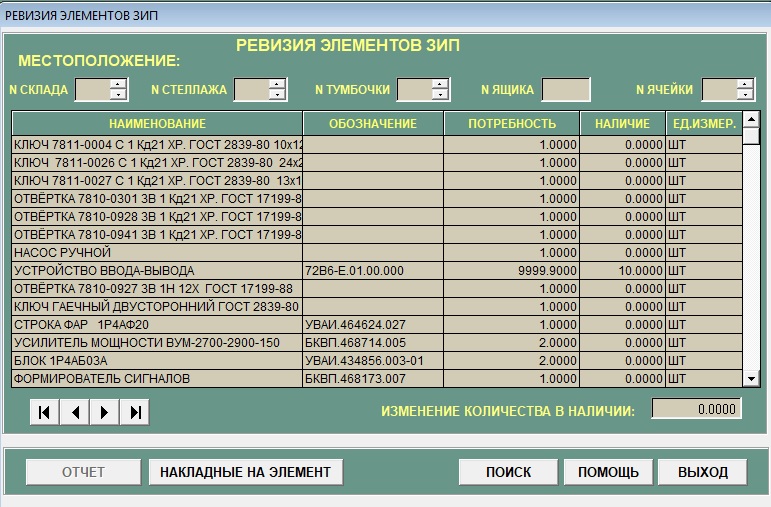 РЕВИЗИЯ ЭЛЕМЕНТОВ ЗИП
РЕВИЗИЯ ЭЛЕМЕНТОВ ЗИП
МЕСТОПОЛОЖЕНИЕ:
N СКЛАДА N СТЕЛЛАЖА N ТУМБОЧКИ N ЯЩИКА N ЯЧЕЙКИ
НАИМЕНОВАНИЕ ОБОЗНАЧЕНИЕ ПОТРЕБНОСТЬ НАЛИЧИЕ ЕД.ИЗМЕР.
КЛЮЧ 7811-0004 С 1 Кд21 ХР. ГОСТ 2839-80 10х12 1.0000 0.0000 ШТ
КЛЮЧ 7811-0026 С 1 Кд21 ХР. ГОСТ 2839-80 24х2 1.0000 0.0000 ШТ
КЛЮЧ 7811-0027 С 1 Кд21 ХР. ГОСТ 2839-80 13х1 1.0000 0.0000 ШТ
ОТВЁРТКА 7810-0301 3В 1 Кд21 ХР. ГОСТ 17199-8 1.0000 0.0000 ШТ
ОТВЁРТКА 7810-0928 3В 1 Кд21 ХР. ГОСТ 17199-8 1.0000 0.0000 ШТ
ОТВЁРТКА 7810-0941 3В 1 Кд21 ХР. ГОСТ 17199-8 1.0000 0.0000 ШТ
НАСОС РУЧНОЙ 1.0000 0.0000 ШТ
УСТРОЙСТВО ВВОДА-ВЫВОДА 72В6-Е.01.00.000 9999.9000 10.0000 ШТ
ОТВЁРТКА 7810-0927 3В 1Н 12Х ГОСТ 17199-88 1.0000 0.0000 ШТ
КЛЮЧ ГАЕЧНЫЙ ДВУСТОРОННИЙ ГОСТ 2839-80 1.0000 0.0000 ШТ
СТРОКА ФАР 1Р4АФ20 УВАИ.464624.027 1.0000 0.0000 ШТ
УСИЛИТЕЛЬ МОЩНОСТИ ВУМ-2700-2900-150 БКВП.468714.005 2.0000 0.0000 ШТ
БЛОК 1Р4АБ03А УВАИ.434856.003-01 2.0000 0.0000 ШТ
ФОРМИРОВАТЕЛЬ СИГНАЛОВ БКВП.468173.007 1.0000 0.0000 ШТ
ИЗМЕНЕНИЕ КОЛИЧЕСТВА В НАЛИЧИИ: 0.0000
ОТЧЕТ НАКЛАДНЫЕ НА ЭЛЕМЕНТ ПОИСК ПОМОЩЬ ВЫХОД